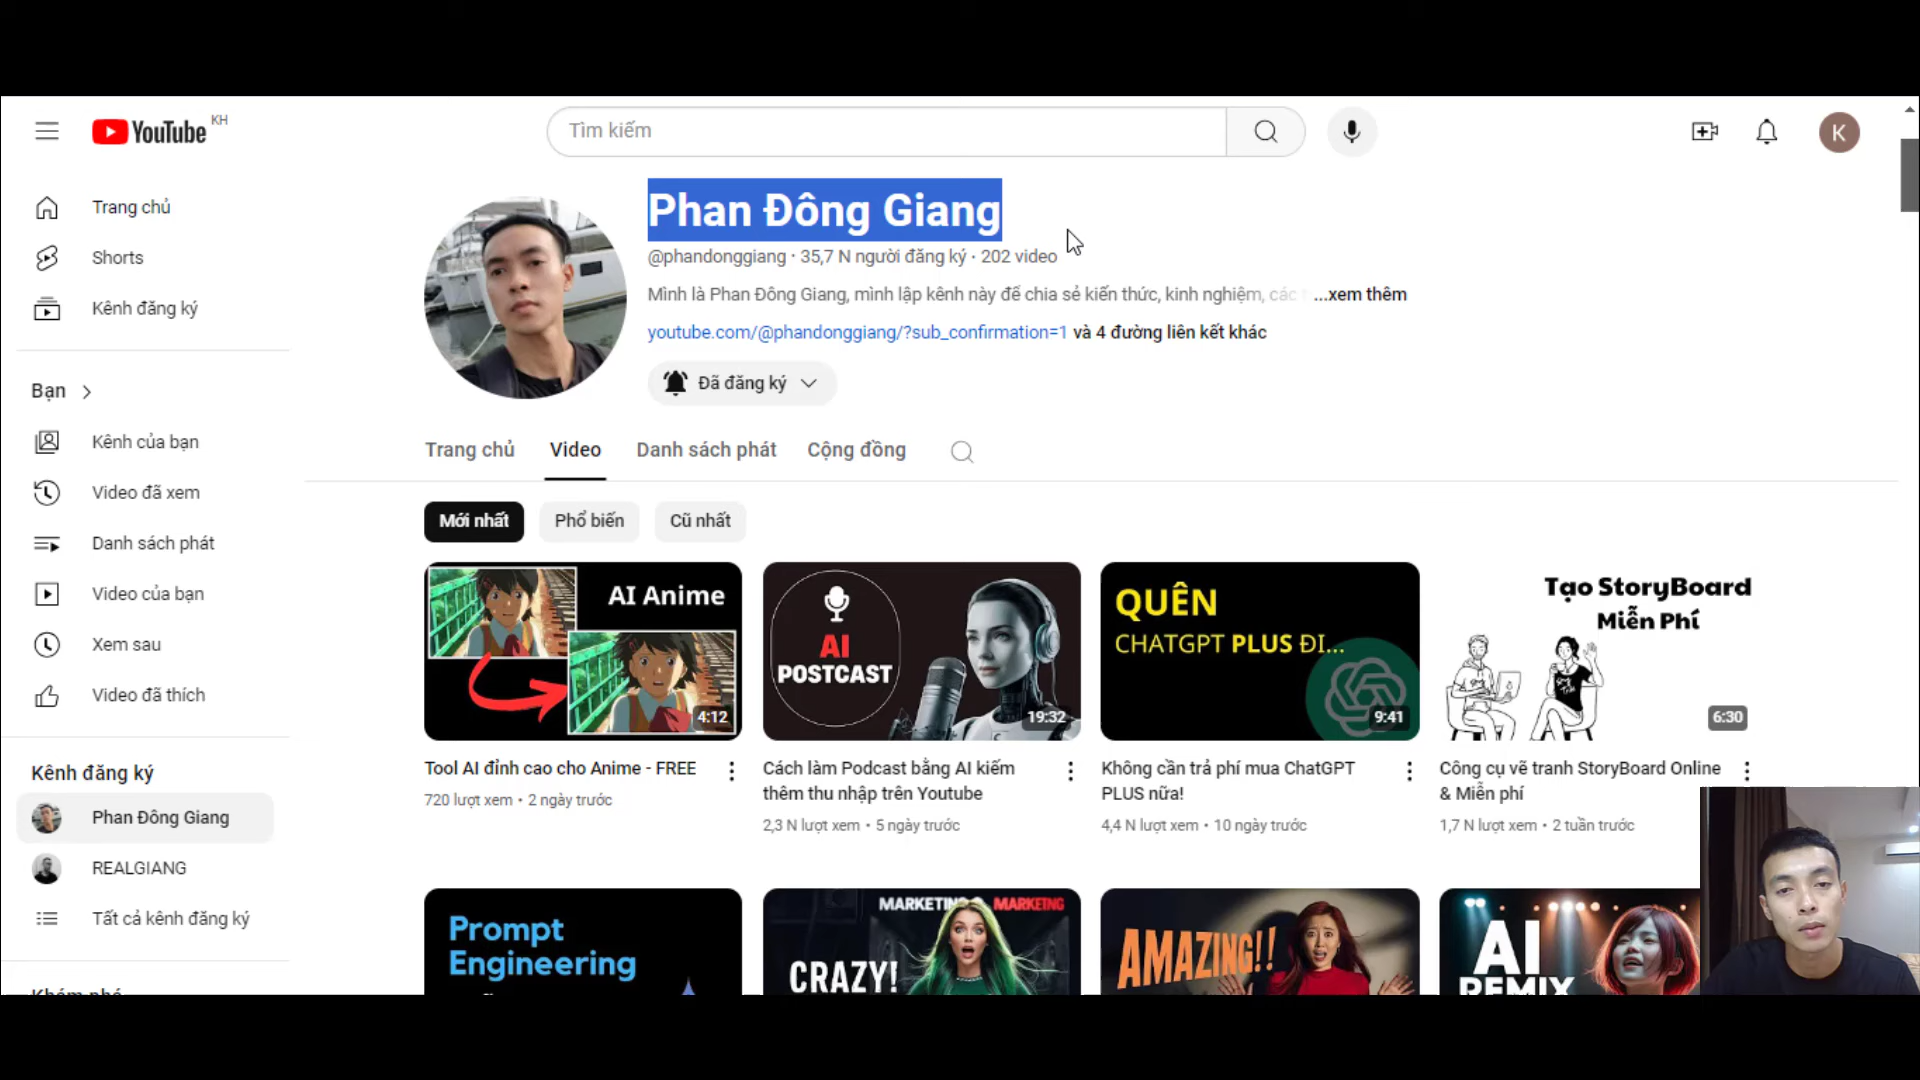 YouTube KH
Tìm kiếm
K
Trang chủ
Shorts
Kênh đăng ký
Bạn
Kênh của bạn
Video đã xem
Danh sách phát
Video của bạn
Xem sau
Video đã thích
Kênh đăng ký
Phan Đông Giang
REALGIANG
Tất cả kênh đăng ký
Phan Đông Giang
@phandonggiang · 35,7 N người đăng ký · 202 video
Mình là Phan Đông Giang, mình lập kênh này để chia sẻ kiến thức, kinh nghiệm, các ...xem thêm
youtube.com/@phandonggiang/?sub_confirmation=1 và 4 đường liên kết khác
Đã đăng ký
Trang chủ Video Danh sách phát Cộng đồng
Mới nhất Phổ biến Cũ nhất
AI Anime
4:12
Tool AI đỉnh cao cho Anime - FREE
720 lượt xem • 2 ngày trước
AI
POSTCAST
19:32
Cách làm Podcast bằng AI kiếm
thêm thu nhập trên Youtube
2,3 N lượt xem • 5 ngày trước
QUÊN
CHATGPT PLUS ĐI...
9:41
Không cần trả phí mua ChatGPT
PLUS nữa!
4,4 N lượt xem • 10 ngày trước
Tạo StoryBoard
Miễn Phí
6:30
Công cụ vẽ tranh StoryBoard Online
& Miễn phí
1,7 N lượt xem • 2 tuần trước
Prompt
Engineering
MARKETING MARKETNG
CRAZY!
AMAZING!!
AI
REMIX